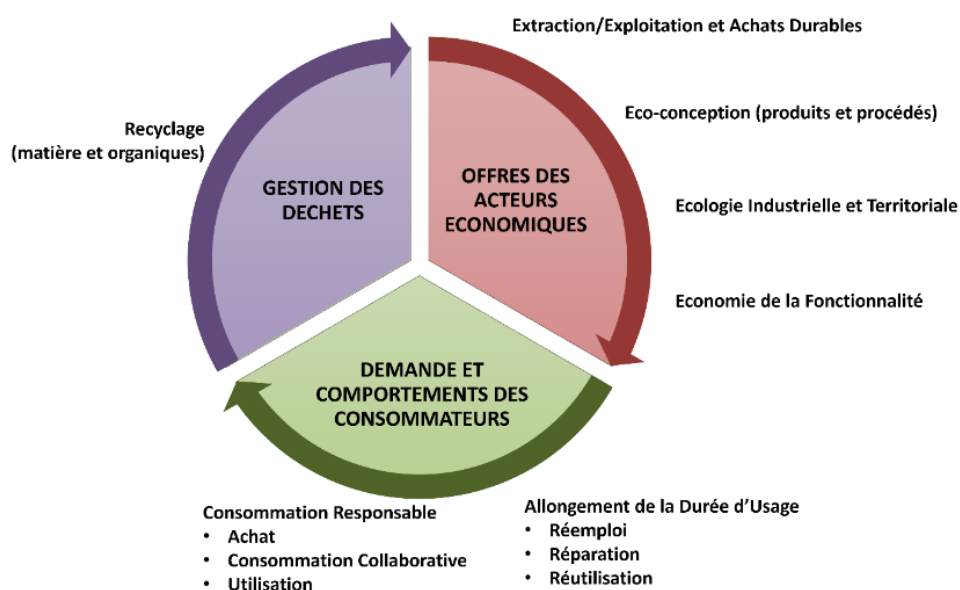 Extraction/Exploitation et Achats Durables
Eco-conception (produits et procédés)
Ecologie Industrielle et Territoriale
Economie de la Fonctionnalité
OFFRES DES
ACTEURS
ECONOMIQUES
Recyclage
(matière et organiques)
GESTION DES
DECHETS
DEMANDE ET
COMPORTEMENTS DES
CONSOMMATEURS
Allongement de la Durée d’Usage
• Réemploi
• Réparation
• Réutilisation
Consommation Responsable
• Achat
• Consommation Collaborative
• Utilisation